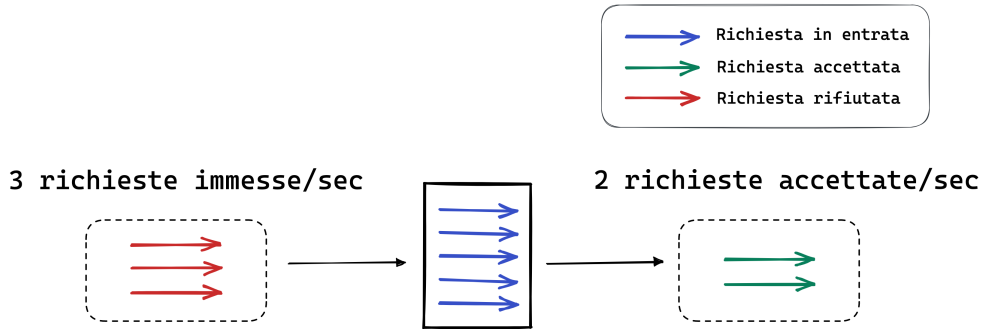 Richiesta in entrata
Richiesta accettata
Richiesta rifiutata
3 richieste immesse/sec
2 richieste accettate/sec